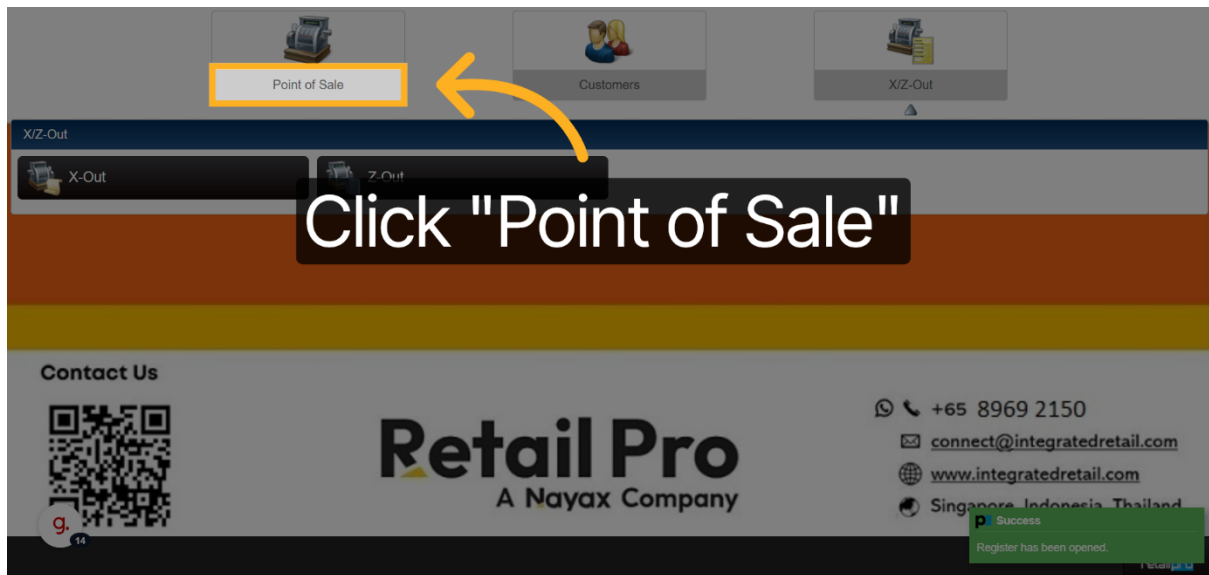 Point of Sale
Customers
X/Z-Out
X/Z-Out
X-Out
Z-Out
Click "Point of Sale"
Contact Us
Retail Pro
A Nayax Company
+65 8969 2150
connect@integratedretail.com
www.integratedretail.com
Singapore, Indonesia, Thailand
g.
14
Success
Register has been opened.
retailpro